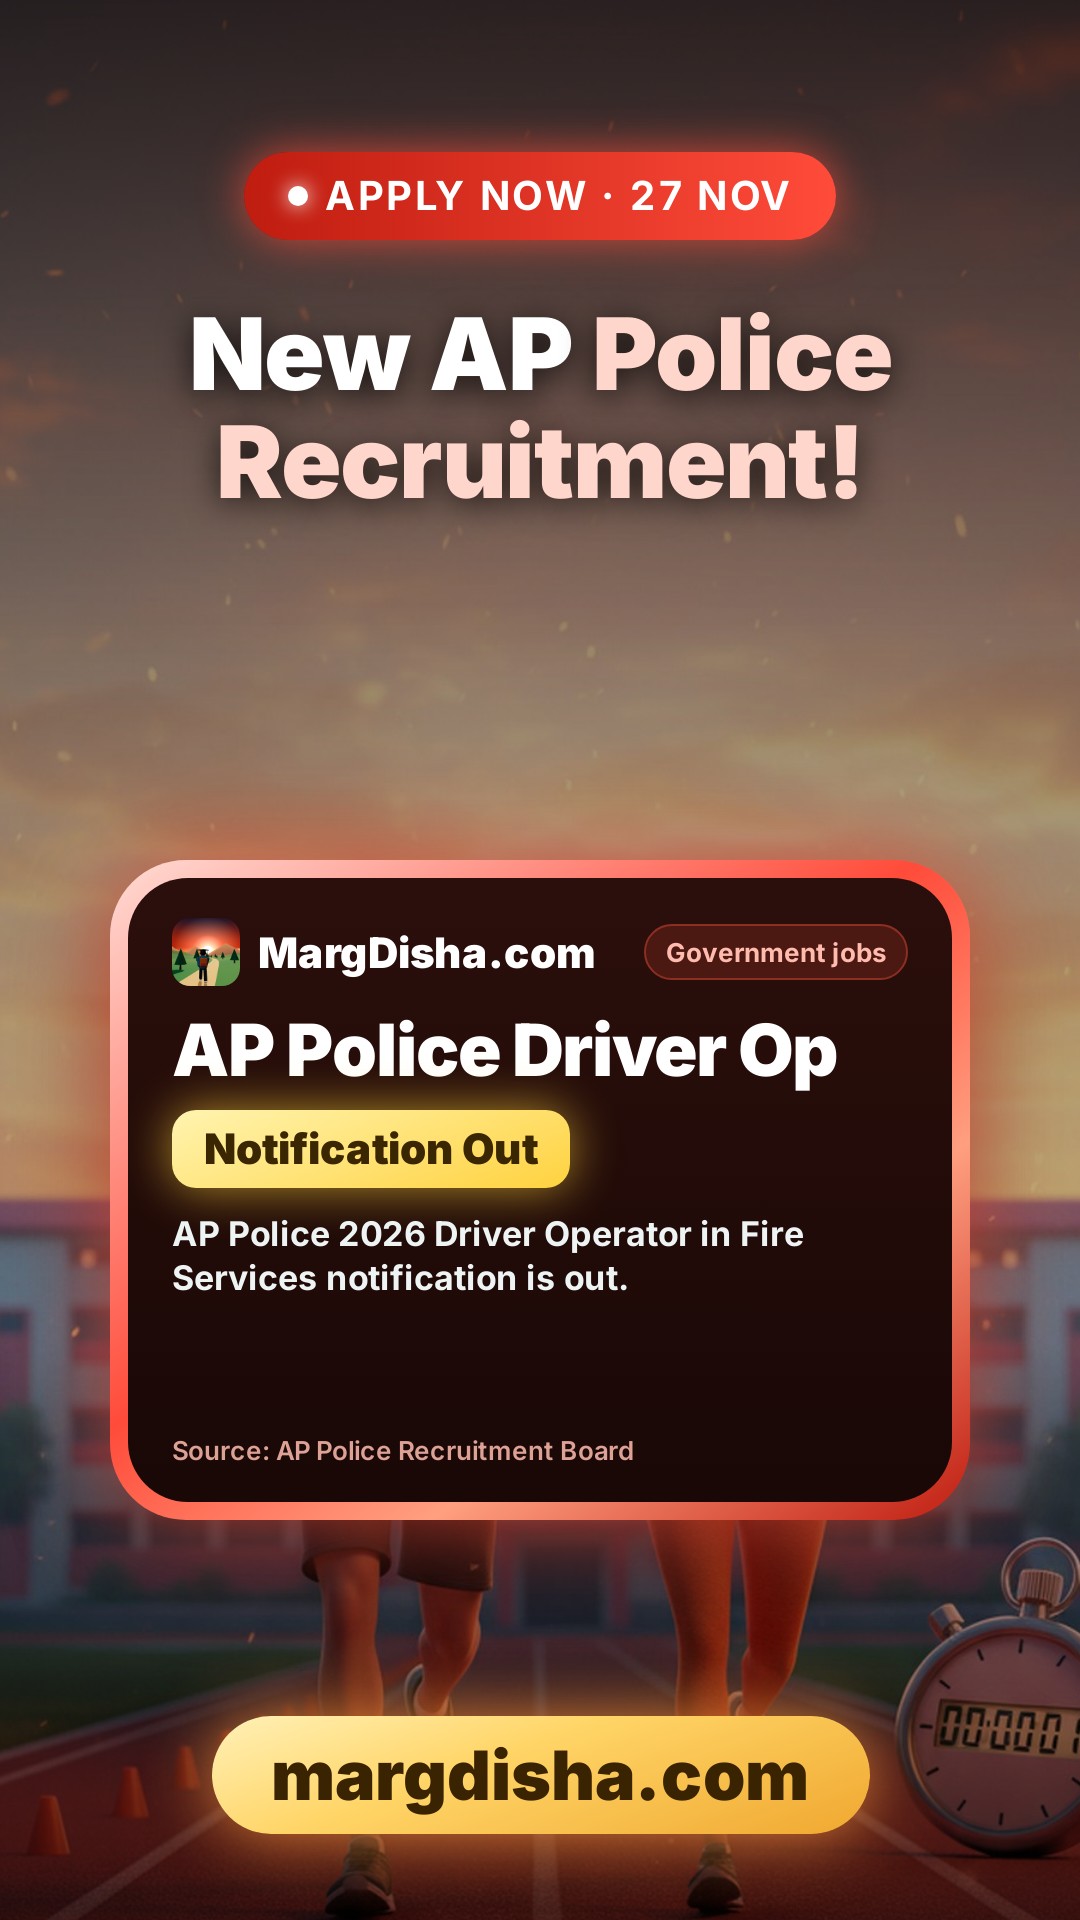 APPLY NOW · 27 NOV
New AP Police
Recruitment!
MargDisha.com
Government jobs
AP Police Driver Op
Notification Out
AP Police 2026 Driver Operator in Fire
Services notification is out.
Source: AP Police Recruitment Board
margdisha.com